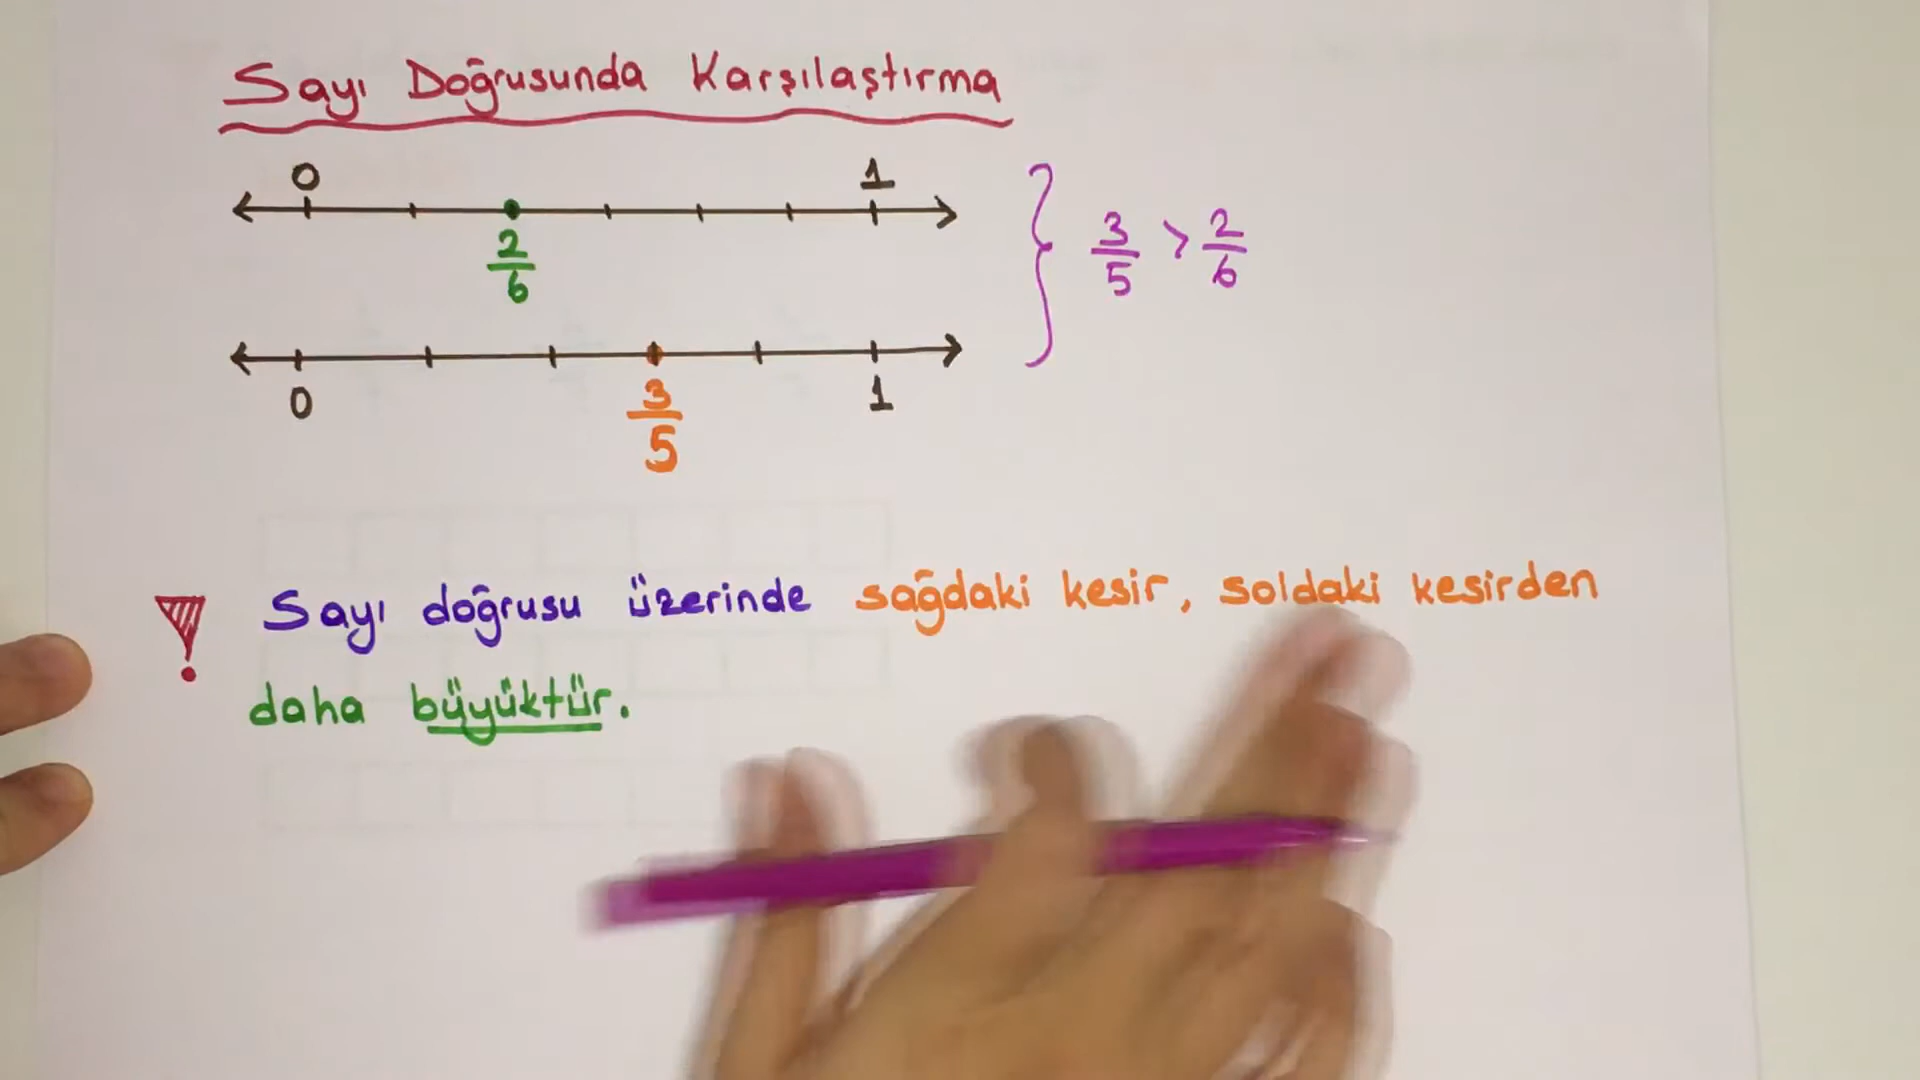 Sayı Doğrusunda Karşılaştırma
0 1
2/6
3/5 > 2/6
0 1
3/5
! Sayı doğrusu üzerinde sağdaki kesir, soldaki kesirden
daha büyüktür.